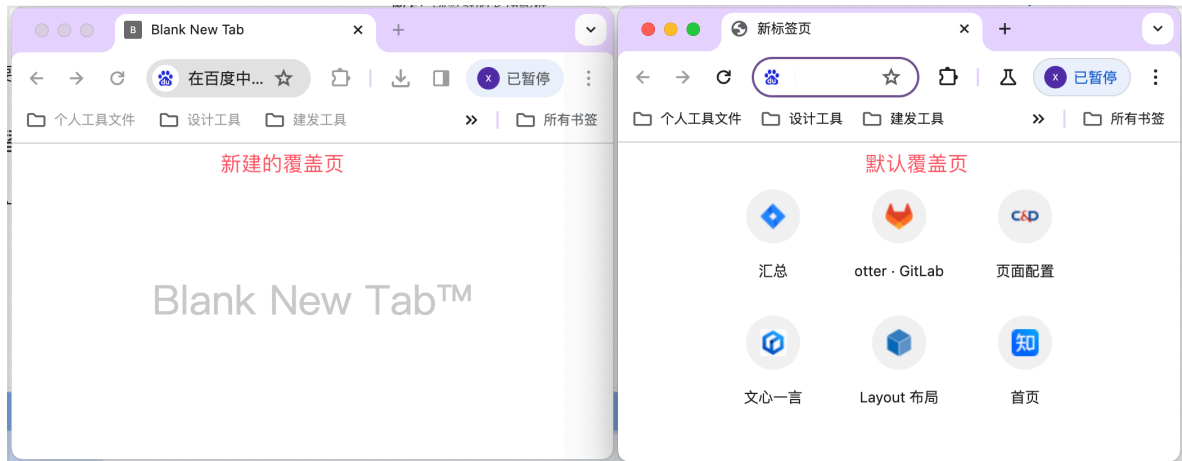 B Blank New Tab
在百度中...
X 已暂停
个人工具文件 设计工具 建发工具 所有书签
新建的覆盖页
Blank New Tab™
新标签页
X 已暂停
个人工具文件 设计工具 建发工具 所有书签
默认覆盖页
C&D
汇总 otter · GitLab 页面配置
知
文心一言 Layout 布局 首页